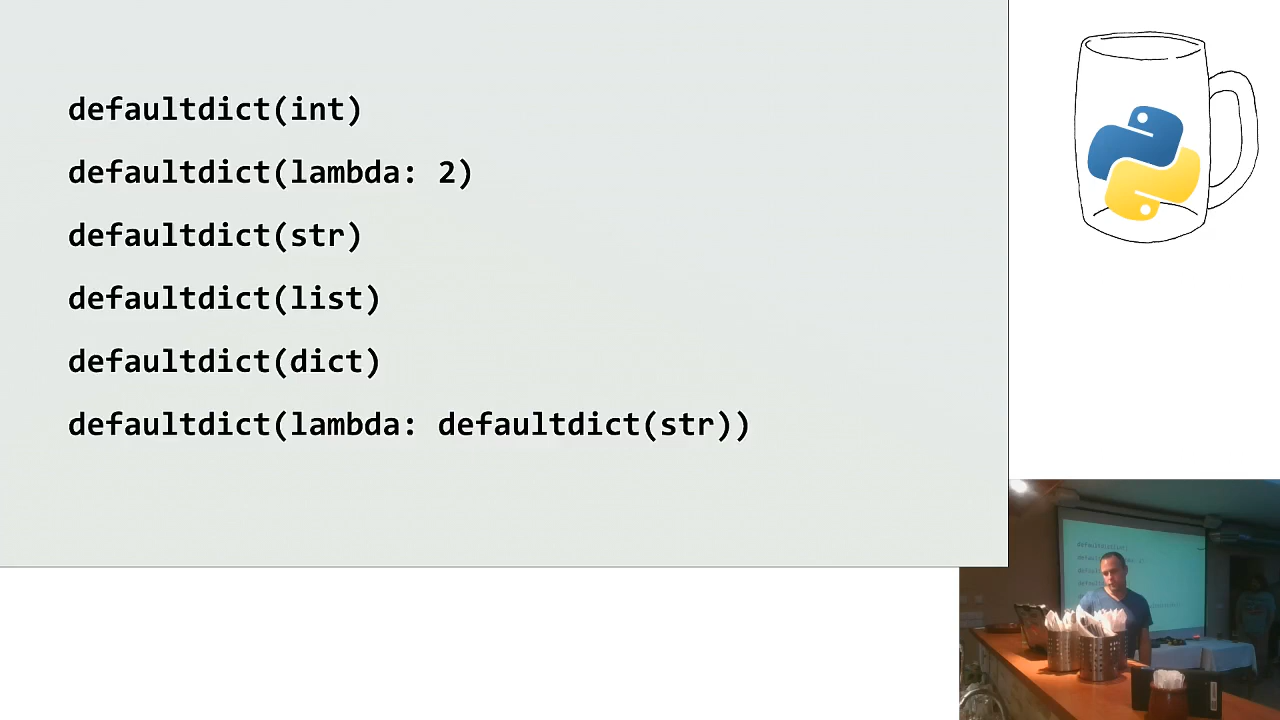 defaultdict(int)
defaultdict(lambda: 2)
defaultdict(str)
defaultdict(list)
defaultdict(dict)
defaultdict(lambda: defaultdict(str))